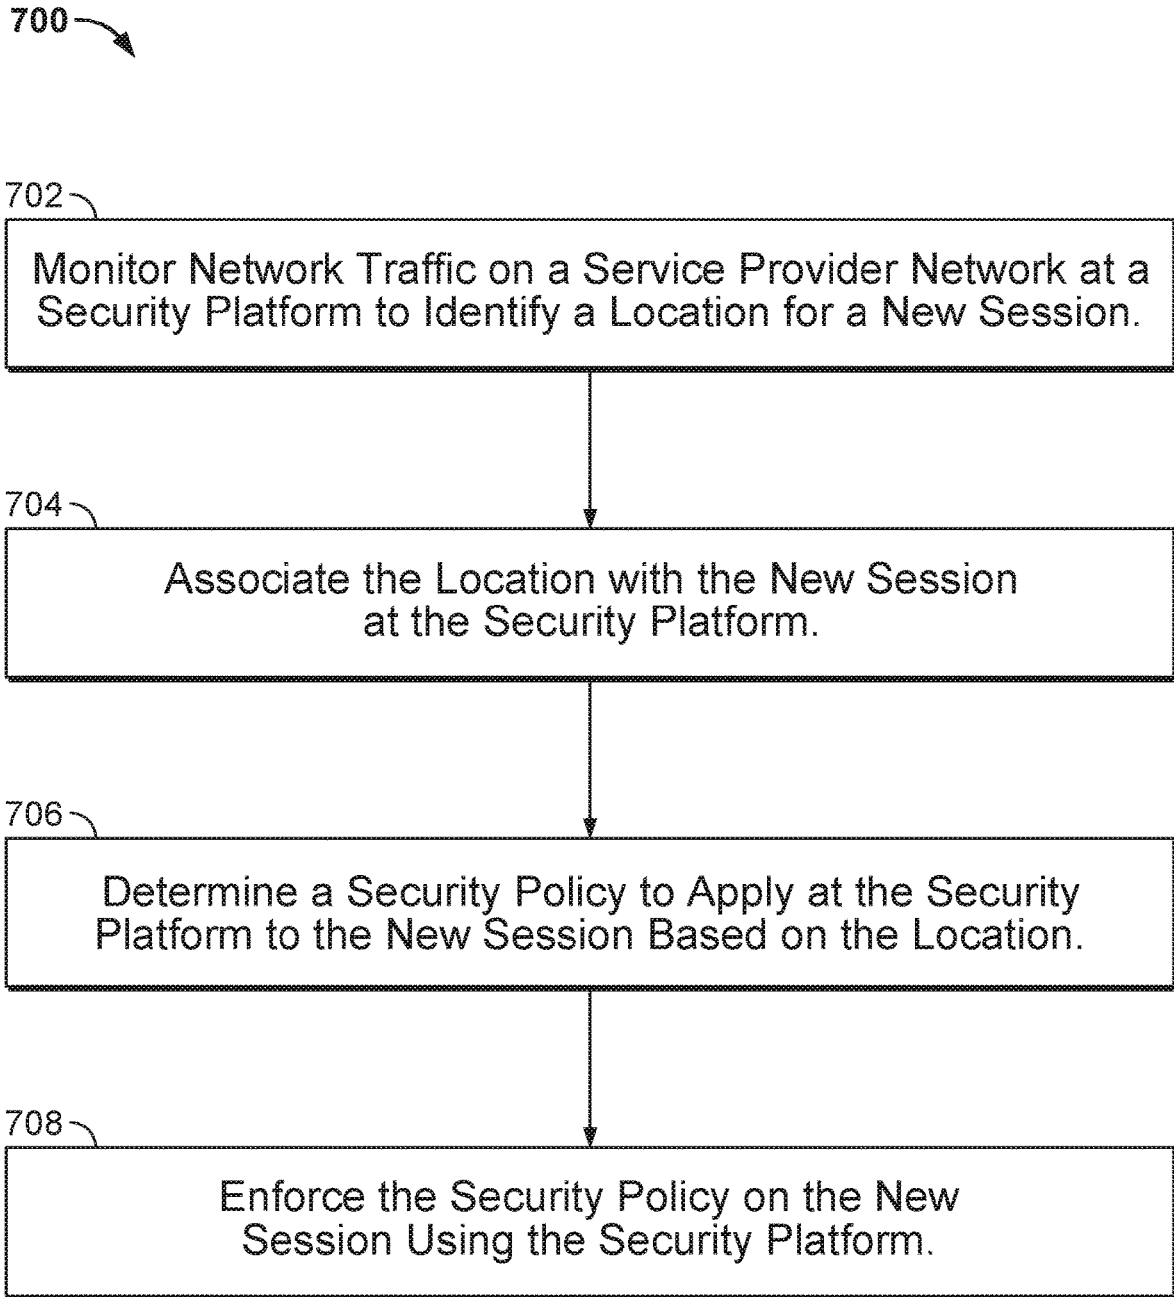 700
702
Monitor Network Traffic on a Service Provider Network at a
Security Platform to Identify a Location for a New Session.
704
Associate the Location with the New Session
at the Security Platform.
706
Determine a Security Policy to Apply at the Security
Platform to the New Session Based on the Location.
708
Enforce the Security Policy on the New
Session Using the Security Platform.